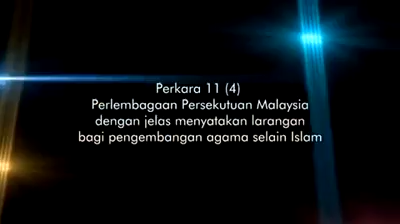 Perkara 11 (4)
Perlembagaan Persekutuan Malaysia
dengan jelas menyatakan larangan
bagi pengembangan agama selain Islam